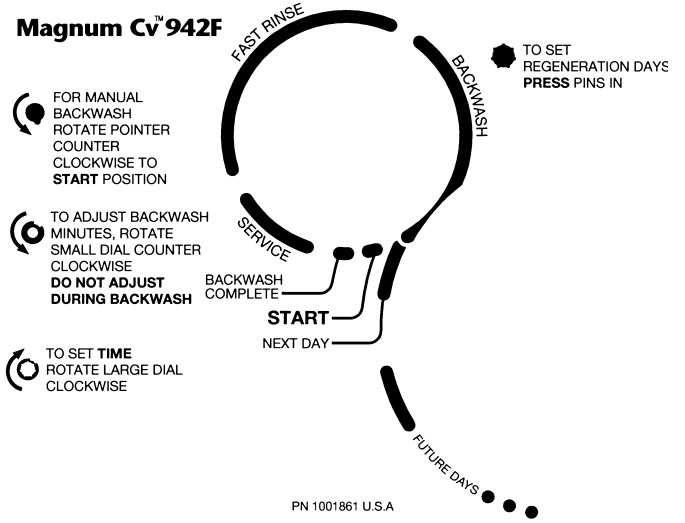 Magnum Cv™ 942F
FAST RINSE
BACKWASH
TO SET
REGENERATION DAYS
PRESS PINS IN
FOR MANUAL
BACKWASH
ROTATE POINTER
COUNTER
CLOCKWISE TO
START POSITION
TO ADJUST BACKWASH
MINUTES, ROTATE
SMALL DIAL COUNTER
CLOCKWISE
DO NOT ADJUST
DURING BACKWASH
SERVICE
BACKWASH
COMPLETE
START
NEXT DAY
TO SET TIME
ROTATE LARGE DIAL
CLOCKWISE
FUTURE DAYS
PN 1001861 U.S.A